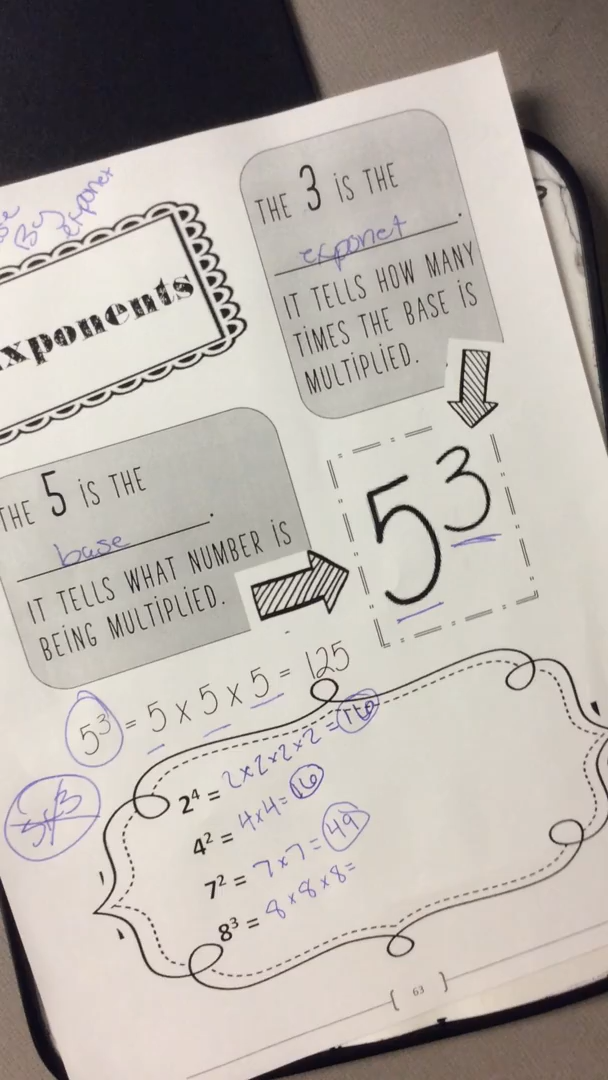 By
exponet
xponents
THE 3 iS THE
exponet.
iT TELLS HOW MANY
TiMES THE BASE iS
MULTiPLiED.
THE 5 iS THE
base.
iT TELLS WHAT NUMBER iS
BEiNG MULTiPLiED.
5³
5³ = 5 x 5 x 5 = 125
2⁴ = 2x2x2x2 = 16
4² = 4x4= 16
7² = 7x7= 49
8³ = 8x8x8=
63